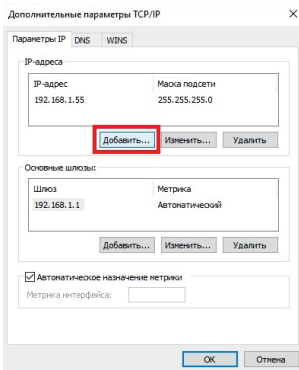 Дополнительные параметры TCP/IP
Параметры IP DNS WINS
IP-адреса
IP-адрес Маска подсети
192.168.1.55 255.255.255.0
Добавить... Изменить... Удалить
Основные шлюзы:
Шлюз Метрика
192.168.1.1 Автоматический
Добавить... Изменить... Удалить
Автоматическое назначение метрики
Метрика интерфейса:
OK Отмена